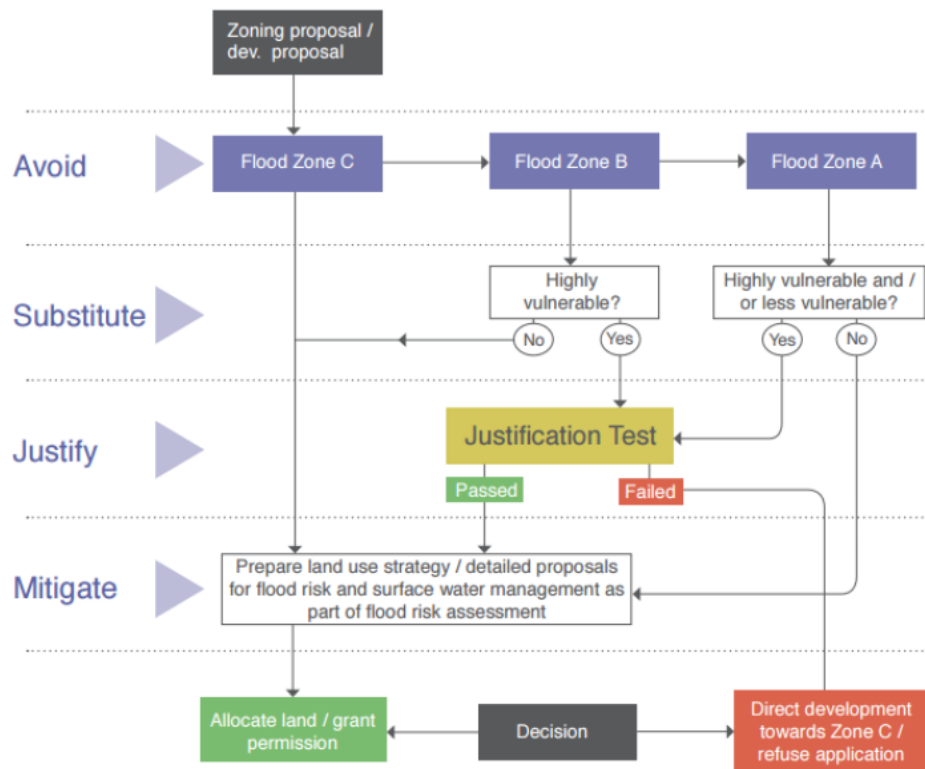 Zoning proposal /
dev. proposal
Avoid
Flood Zone C
Flood Zone B
Flood Zone A
Substitute
Highly
vulnerable?
Highly vulnerable and /
or less vulnerable?
No
Yes
Yes
No
Justify
Justification Test
Passed
Failed
Mitigate
Prepare land use strategy / detailed proposals
for flood risk and surface water management as
part of flood risk assessment
Allocate land / grant
permission
Decision
Direct development
towards Zone C /
refuse application